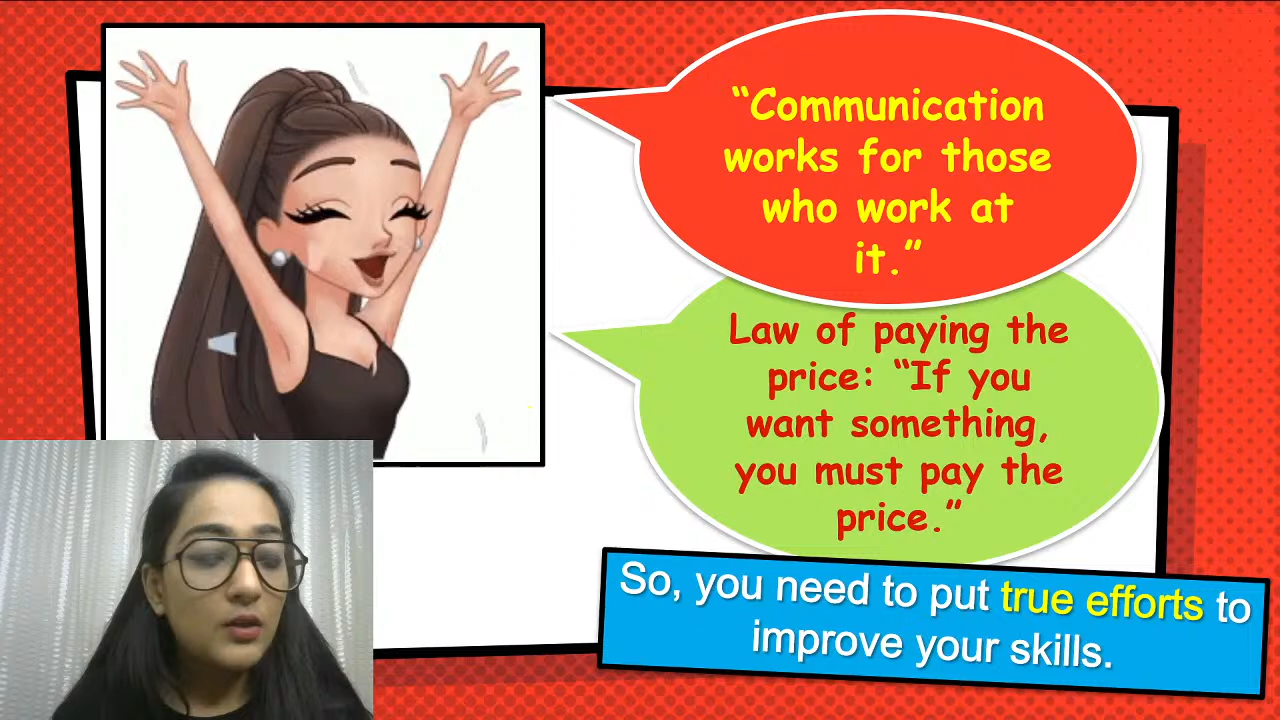 “Communication
works for those
who work at
it.”
Law of paying the
price: “If you
want something,
you must pay the
price.”
So, you need to put true efforts to
improve your skills.